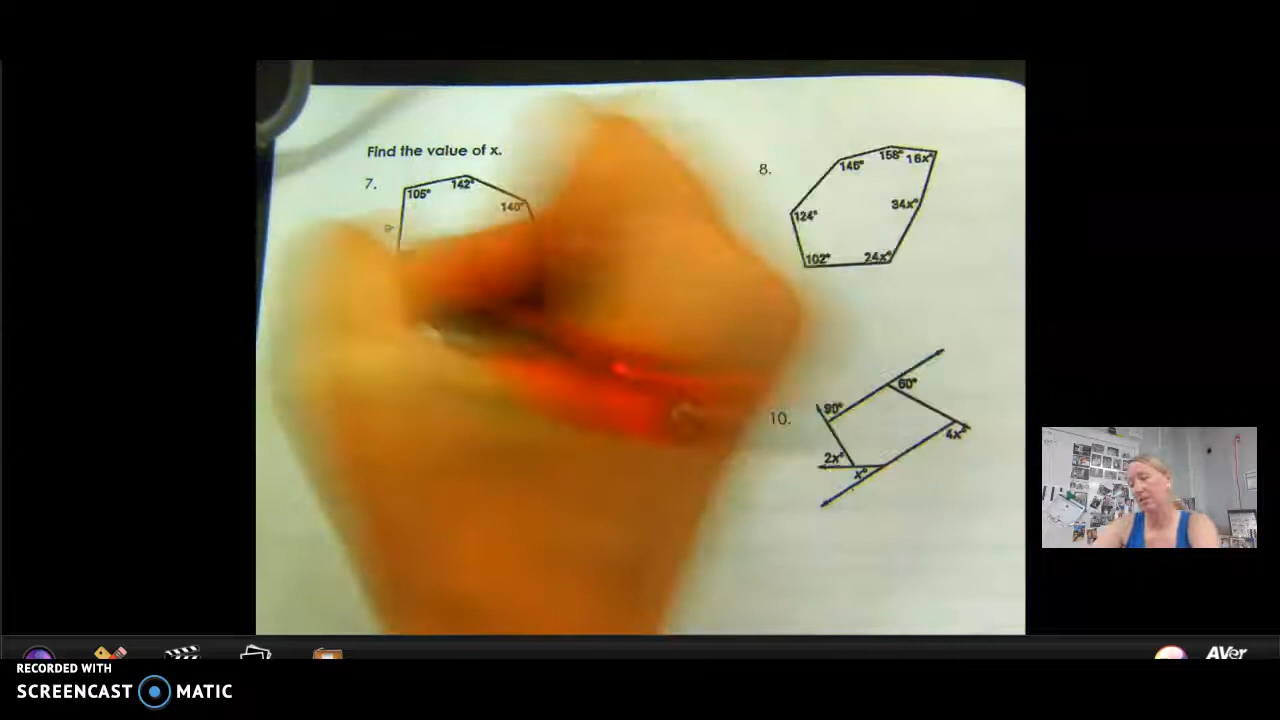 Find the value of x.
7.
105°
142°
140°
8.
146°
158°
16x°
124°
34x°
102°
24x°
10.
90°
60°
4x°
2x°
x°
RECORDED WITH
SCREENCAST MATIC
AVer